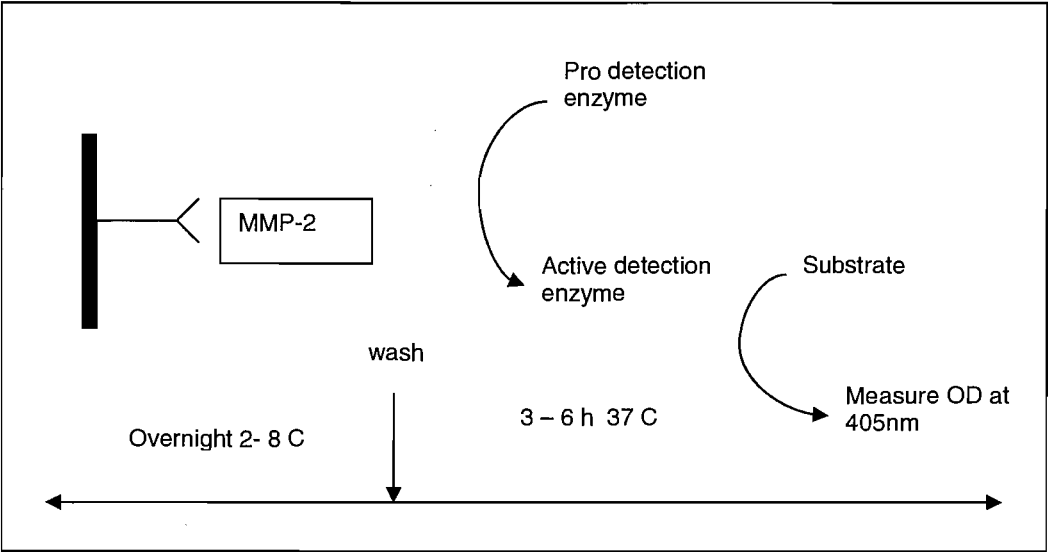 Pro detection
enzyme
MMP-2
Active detection
enzyme
Substrate
wash
Measure OD at
405nm
3 – 6 h 37 C
Overnight 2- 8 C